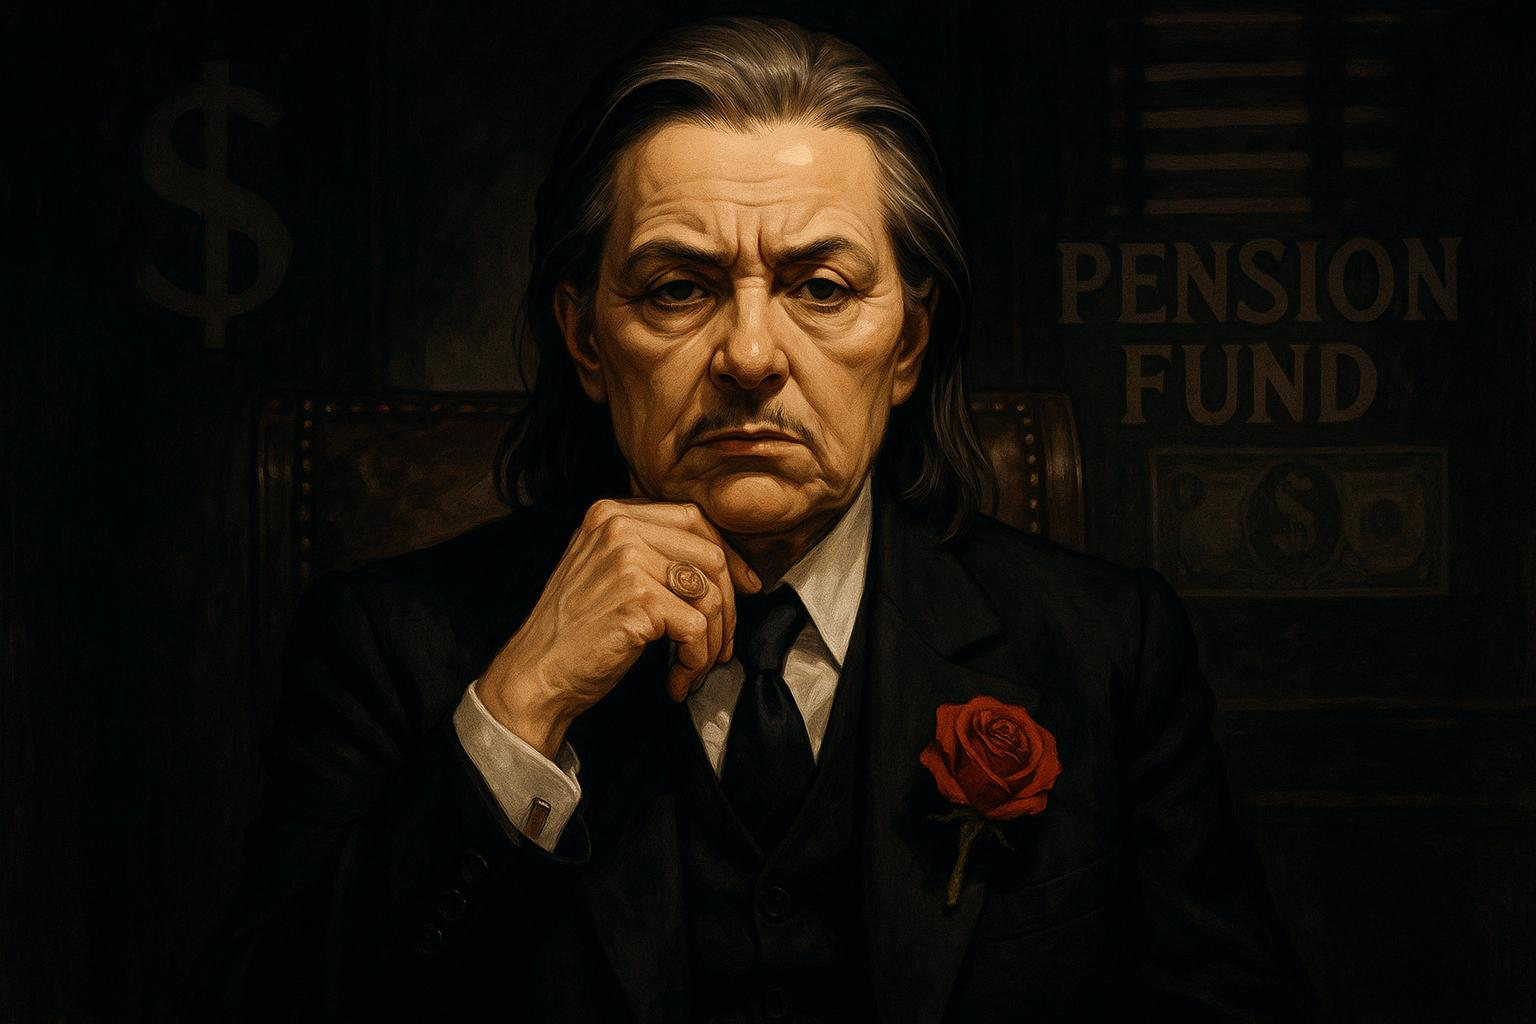 $
PENSION
FUND
$